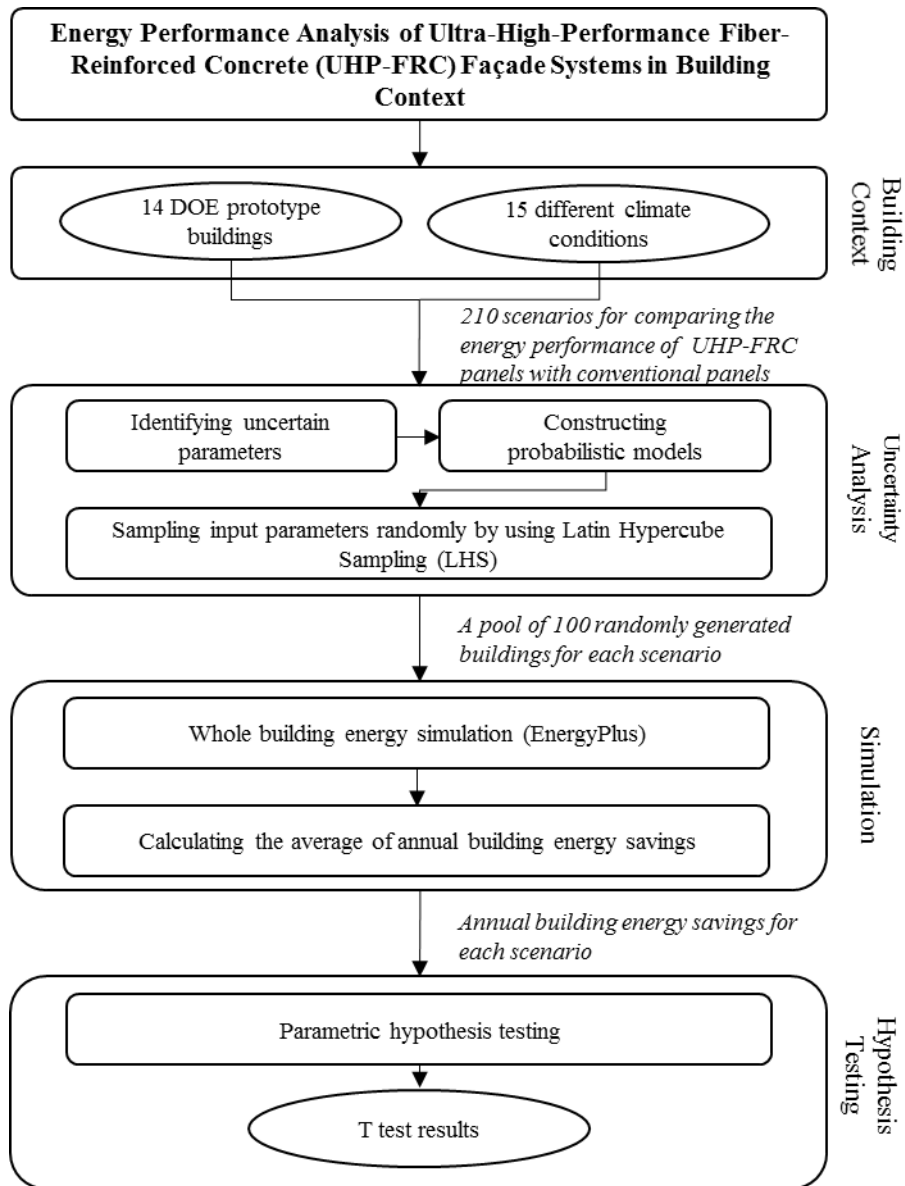 Energy Performance Analysis of Ultra-High-Performance Fiber-
Reinforced Concrete (UHP-FRC) Façade Systems in Building
Context
14 DOE prototype
buildings
15 different climate
conditions
Building
Context
210 scenarios for comparing the
energy performance of UHP-FRC
panels with conventional panels
Identifying uncertain
parameters
Constructing
probabilistic models
Sampling input parameters randomly by using Latin Hypercube
Sampling (LHS)
Uncertainty
Analysis
A pool of 100 randomly generated
buildings for each scenario
Whole building energy simulation (EnergyPlus)
Calculating the average of annual building energy savings
Simulation
Annual building energy savings for
each scenario
Parametric hypothesis testing
T test results
Hypothesis
Testing